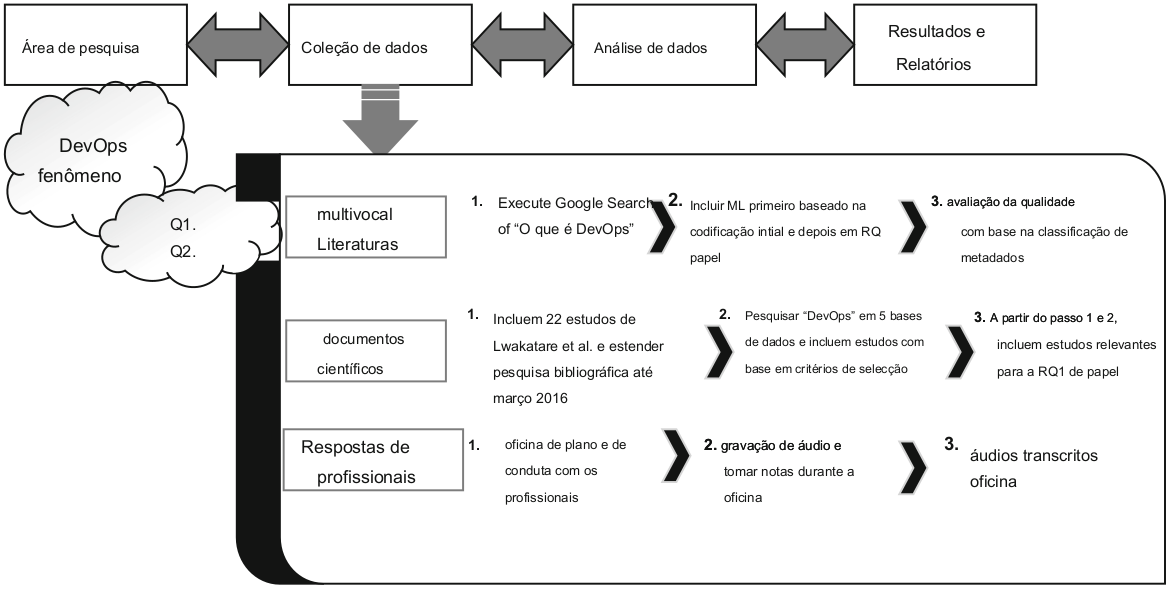 Área de pesquisa
Coleção de dados
Análise de dados
Resultados e
Relatórios
DevOps
fenômeno
Q1.
Q2.
multivocal
Literaturas
1. Execute Google Search
of “O que é DevOps”
2. Incluir ML primeiro baseado na
codificação intial e depois em RQ
papel
3. avaliação da qualidade
com base na classificação de
metadados
documentos
científicos
1. Incluem 22 estudos de
Lwakatare et al. e estender
pesquisa bibliográfica até
março 2016
2. Pesquisar “DevOps” em 5 bases
de dados e incluem estudos com
base em critérios de selecção
3. A partir do passo 1 e 2,
incluem estudos relevantes
para a RQ1 de papel
Respostas de
profissionais
1. oficina de plano e de
conduta com os
profissionais
2. gravação de áudio e
tomar notas durante a
oficina
3. áudios transcritos
oficina